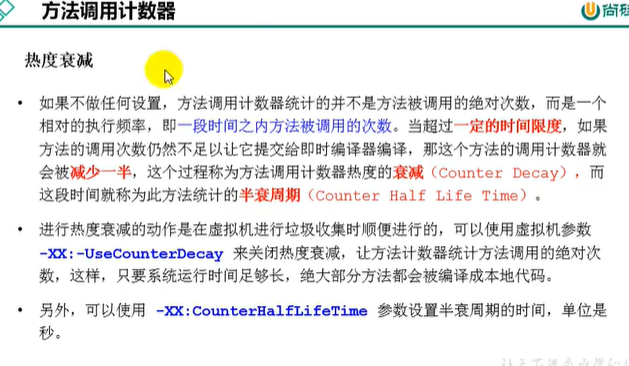 方法调用计数器
尚硅
热度衰减
• 如果不做任何设置，方法调用计数器统计的并不是方法被调用的绝对次数，而是一个
相对的执行频率，即一段时间之内方法被调用的次数。当超过一定的时间限度，如果
方法的调用次数仍然不足以让它提交给即时编译器编译，那这个方法的调用计数器就
会被减少一半，这个过程称为方法调用计数器热度的衰减（Counter Decay），而
这段时间就称为此方法统计的半衰周期（Counter Half Life Time）。
• 进行热度衰减的动作是在虚拟机进行垃圾收集时顺便进行的，可以使用虚拟机参数
-XX:-UseCounterDecay 来关闭热度衰减，让方法计数器统计方法调用的绝对次
数，这样，只要系统运行时间足够长，绝大部分方法都会被编译成本地代码。
• 另外，可以使用 -XX:CounterHalfLifeTime 参数设置半衰周期的时间，单位是
秒。